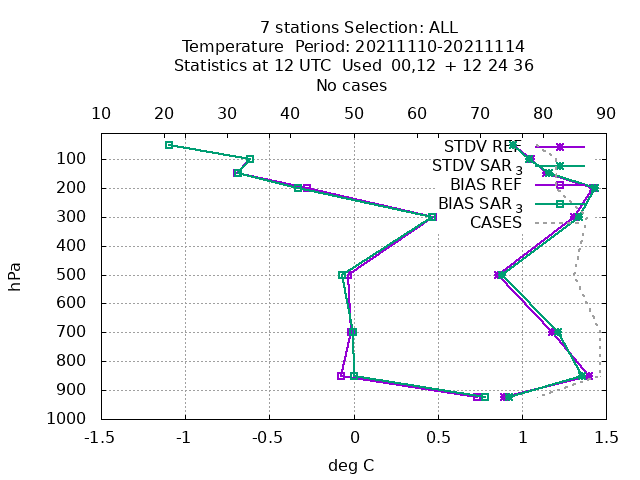 7 stations Selection: ALL
Temperature  Period: 20211110-20211114
Statistics at 12 UTC  Used  00,12  + 12 24 36
No cases
10 20 30 40 50 60 70 80 90
STDV REF
STDV SAR 3
BIAS REF
BIAS SAR 3
CASES
100
200
300
400
500
600
700
800
900
1000
hPa
-1.5 -1 -0.5 0 0.5 1 1.5
deg C